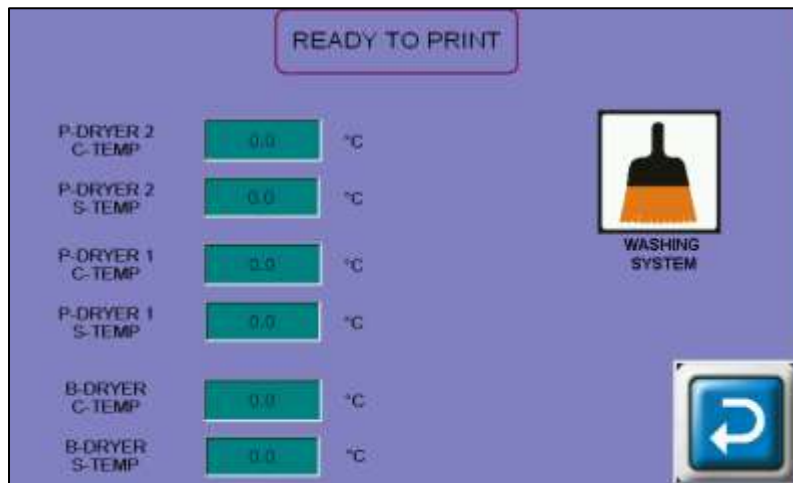 READY TO PRINT
P-DRYER 2
C-TEMP
0.0
°C
P-DRYER 2
S-TEMP
0.0
°C
WASHING
SYSTEM
P-DRYER 1
C-TEMP
0.0
°C
P-DRYER 1
S-TEMP
0.0
°C
B-DRYER
C-TEMP
0.0
°C
B-DRYER
S-TEMP
0.0
°C